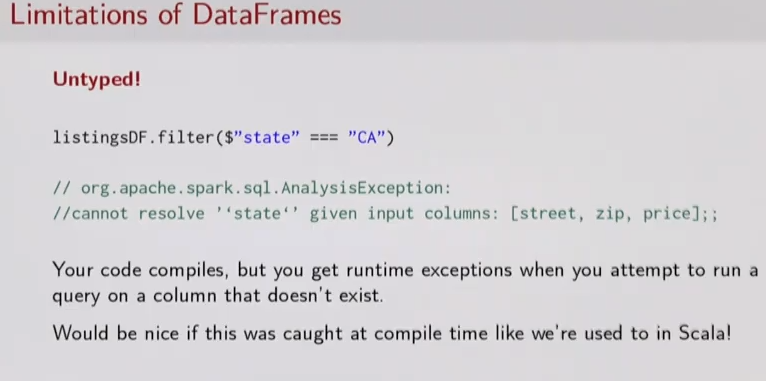 Limitations of DataFrames
Untyped!
listingsDF.filter($"state" === "CA")
// org.apache.spark.sql.AnalysisException:
//cannot resolve '‘state‘' given input columns: [street, zip, price];;
Your code compiles, but you get runtime exceptions when you attempt to run a
query on a column that doesn't exist.
Would be nice if this was caught at compile time like we're used to in Scala!